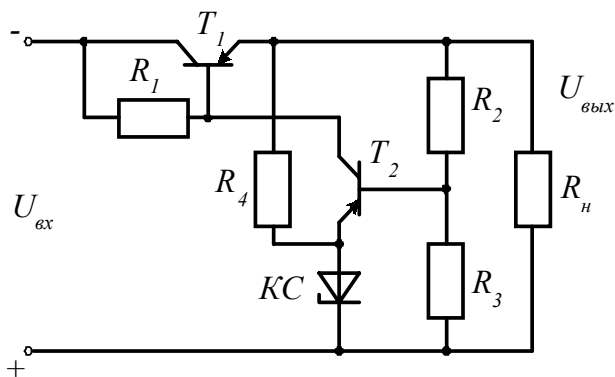 -
T₁
R₁
R₂
Uвых
T₂
R₄
Rн
Uвх
КС
R₃
+